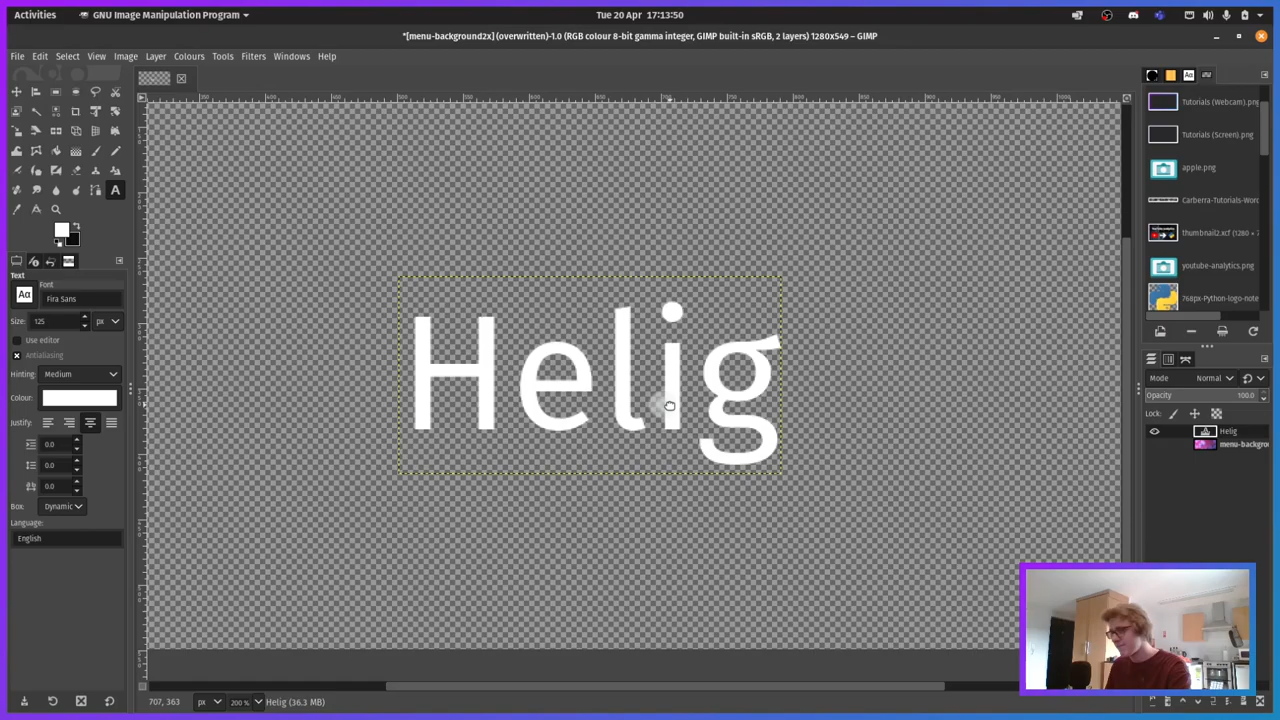 Activities
GNU Image Manipulation Program
Tue 20 Apr 17:13:50
*[menu-background2x] (overwritten)-1.0 (RGB colour 8-bit gamma integer, GIMP built-in sRGB, 2 layers) 1280x549 – GIMP
File Edit Select View Image Layer Colours Tools Filters Windows Help
Text
Font
Aa
Fira Sans
Size: 125 px
Use editor
Antialiasing
Hinting: Medium
Colour:
Justify:
0.0
0.0
0.0
Box: Dynamic
Language:
English
Helig
Tutorials (Webcam).png
Tutorials (Screen).png
apple.png
Carberra-Tutorials-Wor
thumbnail2.xcf (1280 × 7
youtube-analytics.png
768px-Python-logo-note
Mode Normal
Opacity 100.0
Lock:
Helig
menu-backgro
707, 363 px 200 % Helig (36.3 MB)